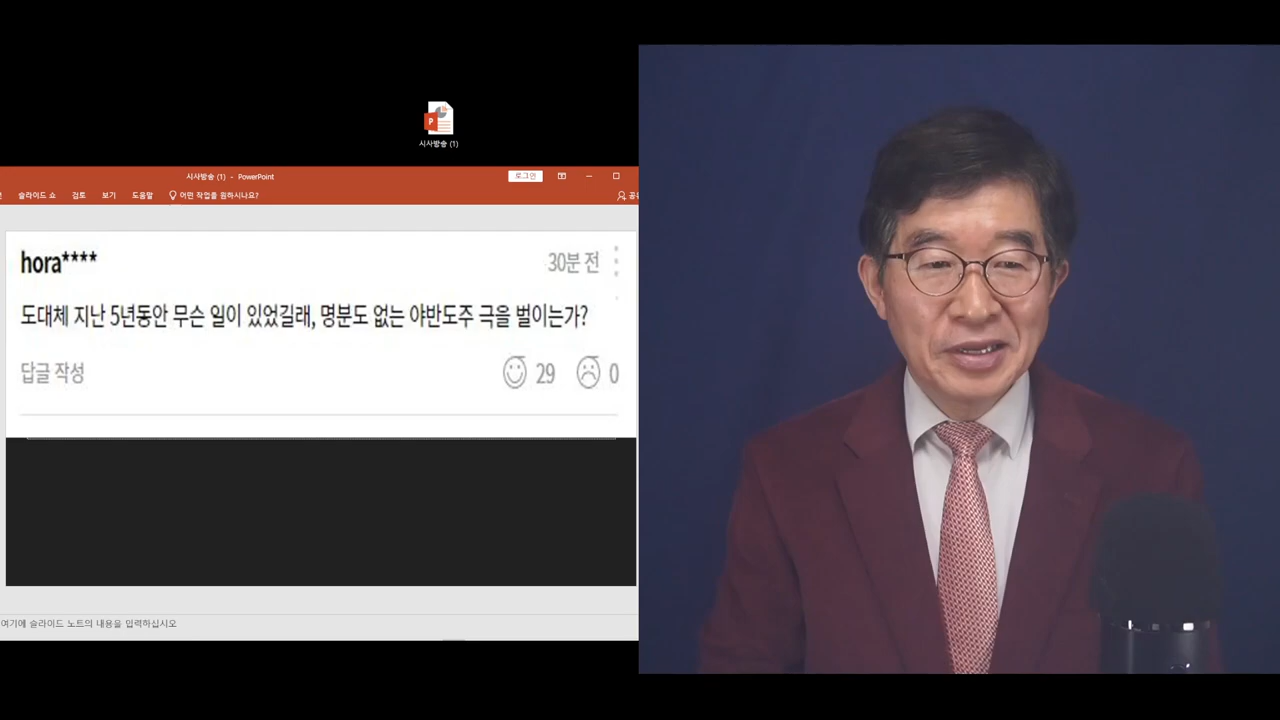 시사방송 (1)
시사방송 (1) - PowerPoint
로그인
슬라이드 쇼 검토 보기 도움말 어떤 작업을 원하시나요?
hora**** 30분 전
도대체 지난 5년동안 무슨 일이 있었길래, 명분도 없는 야반도주 극을 벌이는가?
답글 작성 29 0
여기에 슬라이드 노트의 내용을 입력하십시오